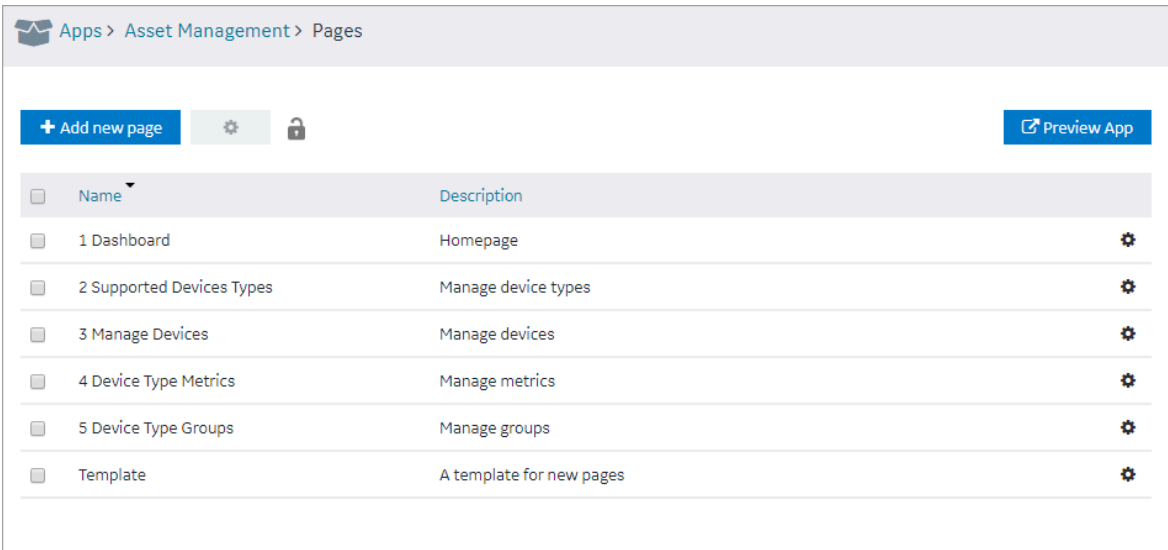 Apps > Asset Management > Pages
Add new page
Preview App
Name Description
1 Dashboard Homepage
2 Supported Devices Types Manage device types
3 Manage Devices Manage devices
4 Device Type Metrics Manage metrics
5 Device Type Groups Manage groups
Template A template for new pages